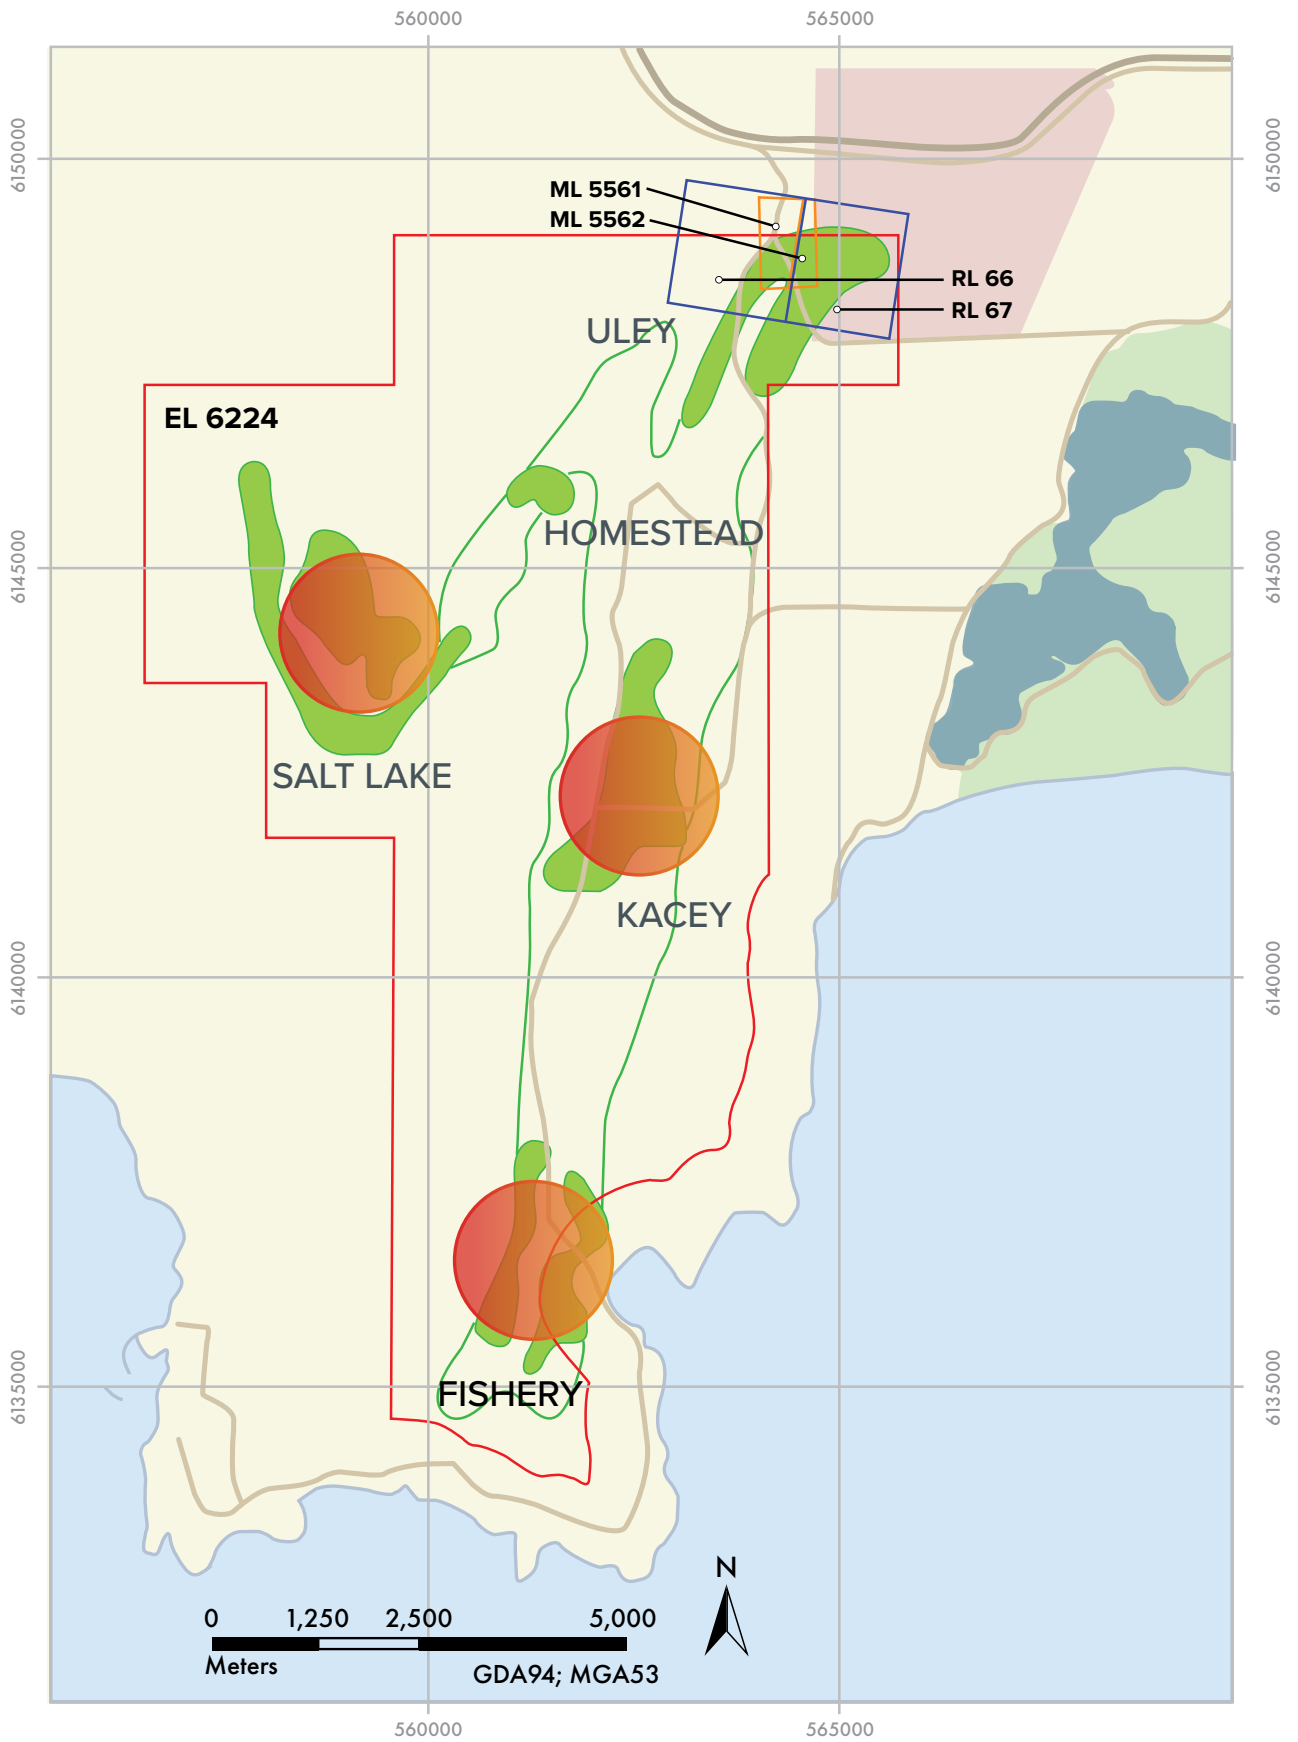 560000
565000
6150000
6150000
ML 5561
ML 5562
RL 66
RL 67
ULEY
EL 6224
HOMESTEAD
6145000
6145000
SALT LAKE
KACEY
6140000
6140000
6135000
6135000
FISHERY
N
0 1,250 2,500 5,000
Meters
GDA94; MGA53
560000
565000